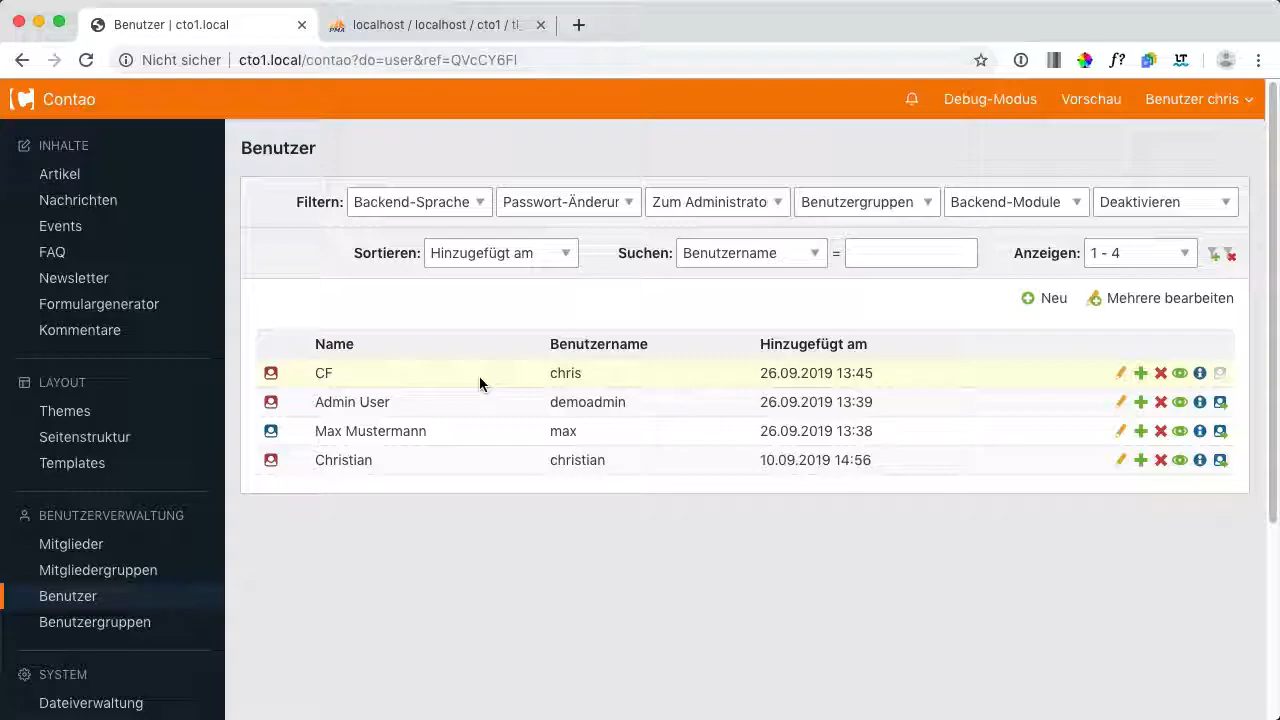 Benutzer | cto1.local
localhost / localhost / cto1 / tl_
Nicht sicher | cto1.local/contao?do=user&ref=QVcCY6FI
Contao
Debug-Modus Vorschau Benutzer chris
INHALTE
Artikel
Nachrichten
Events
FAQ
Newsletter
Formulargenerator
Kommentare
LAYOUT
Themes
Seitenstruktur
Templates
BENUTZERVERWALTUNG
Mitglieder
Mitgliedergruppen
Benutzer
Benutzergruppen
SYSTEM
Dateiverwaltung
Benutzer
Filtern: Backend-Sprache Passwort-Änderur Zum Administrato Benutzergruppen Backend-Module Deaktivieren
Sortieren: Hinzugefügt am Suchen: Benutzername = Anzeigen: 1 - 4
Neu Mehrere bearbeiten
Name Benutzername Hinzugefügt am
CF chris 26.09.2019 13:45
Admin User demoadmin 26.09.2019 13:39
Max Mustermann max 26.09.2019 13:38
Christian christian 10.09.2019 14:56